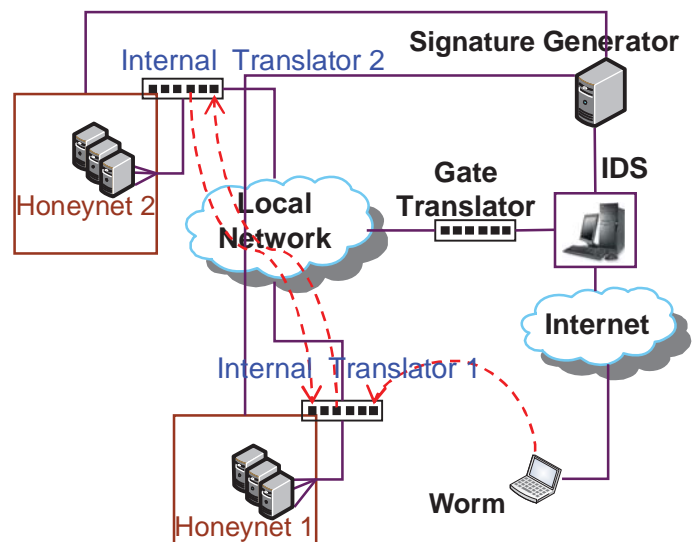 Signature Generator
Internal Translator 2
IDS
Gate
Translator
Honeynet 2
Local
Network
Internet
Internal Translator 1
Worm
Honeynet 1